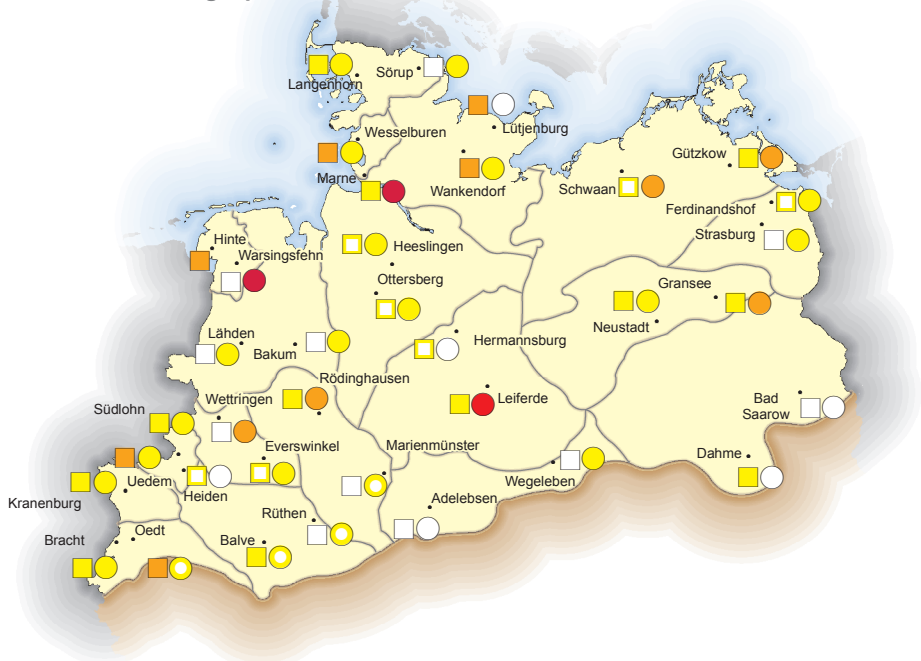 Langenhorn
Sörup
Lütjenburg
Wesselburen
Marne
Wankendorf
Gützkow
Schwaan
Ferdinandshof
Strasburg
Hinte
Warsingsfehn
Heeslingen
Ottersberg
Gransee
Neustadt
Lähden
Bakum
Hermannsburg
Rödinghausen
Leiferde
Wettringen
Südlohn
Bad
Saarow
Everswinkel
Marienmünster
Dahme
Wegeleben
Uedem
Heiden
Kranenburg
Adelebsen
Rüthen
Oedt
Bracht
Balve